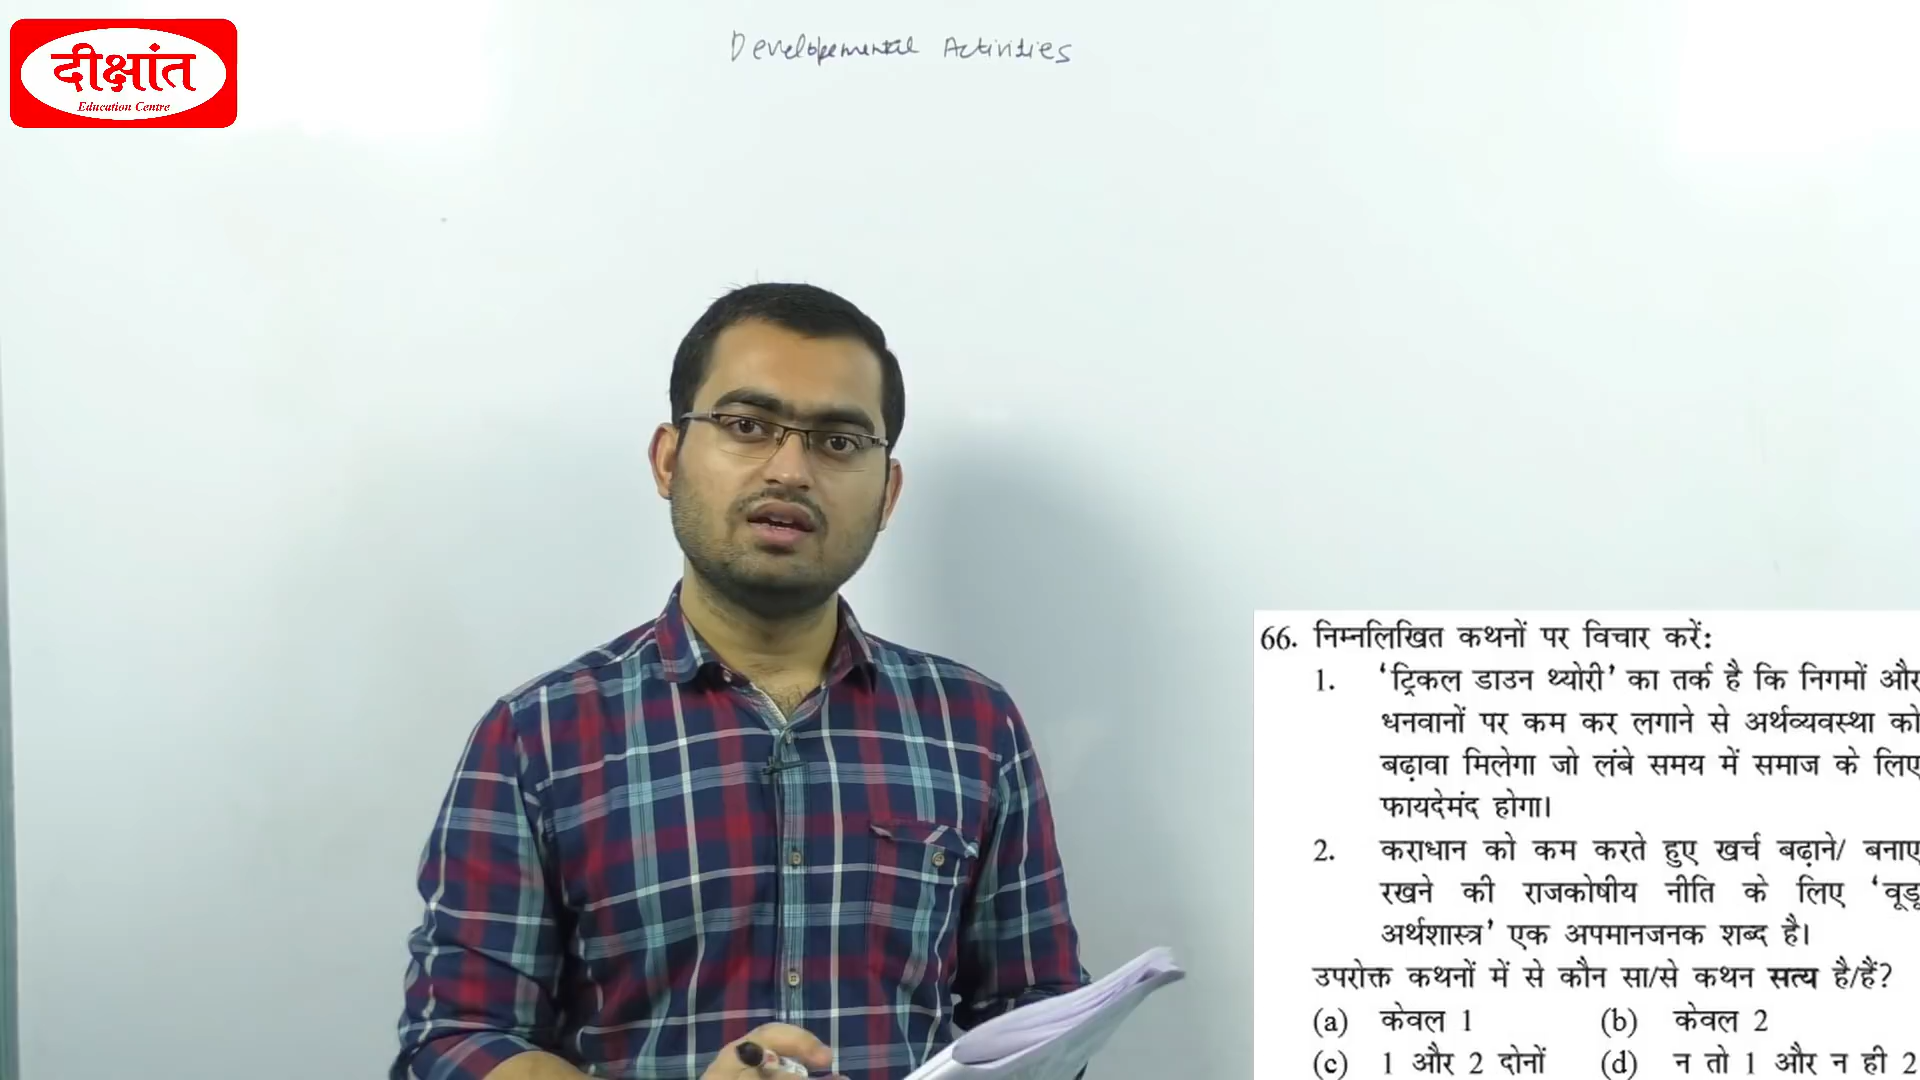 दीक्षांत
Education Centre
Developemental Activities
66. निम्नलिखित कथनों पर विचार करें:
1. ‘ट्रिकल डाउन थ्योरी’ का तर्क है कि निगमों और
धनवानों पर कम कर लगाने से अर्थव्यवस्था को
बढ़ावा मिलेगा जो लंबे समय में समाज के लिए
फायदेमंद होगा।
2. कराधान को कम करते हुए खर्च बढ़ाने/ बनाए
रखने की राजकोषीय नीति के लिए ‘वूडू
अर्थशास्त्र’ एक अपमानजनक शब्द है।
उपरोक्त कथनों में से कौन सा/से कथन सत्य है/हैं?
(a) केवल 1 (b) केवल 2
(c) 1 और 2 दोनों (d) न तो 1 और न ही 2